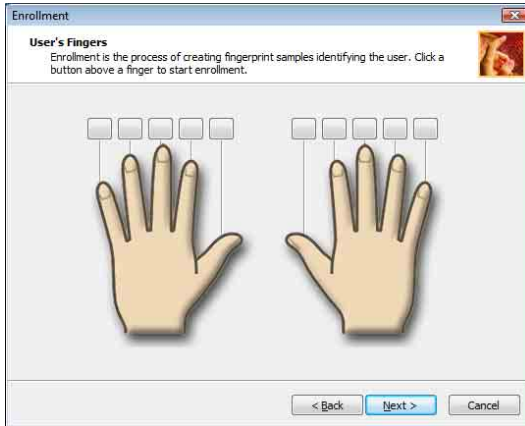 Enrollment
User's Fingers
Enrollment is the process of creating fingerprint samples identifying the user. Click a
button above a finger to start enrollment.
< Back
Next >
Cancel